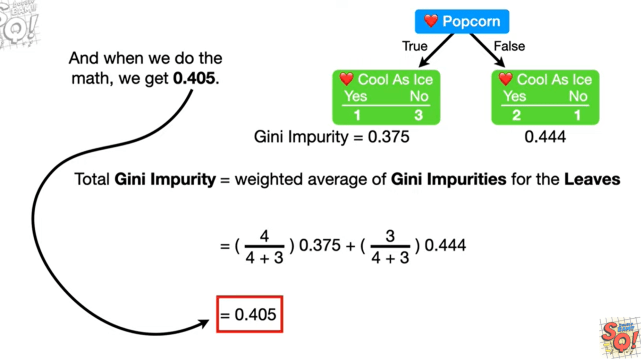 And when we do the
math, we get 0.405.
❤️ Popcorn
True
False
❤️ Cool As Ice
Yes No
1 3
❤️ Cool As Ice
Yes No
2 1
Gini Impurity = 0.375
0.444
Total Gini Impurity = weighted average of Gini Impurities for the Leaves
= ( 4 / 4 + 3 ) 0.375 + ( 3 / 4 + 3 ) 0.444
= 0.405
SQ!
SQ!